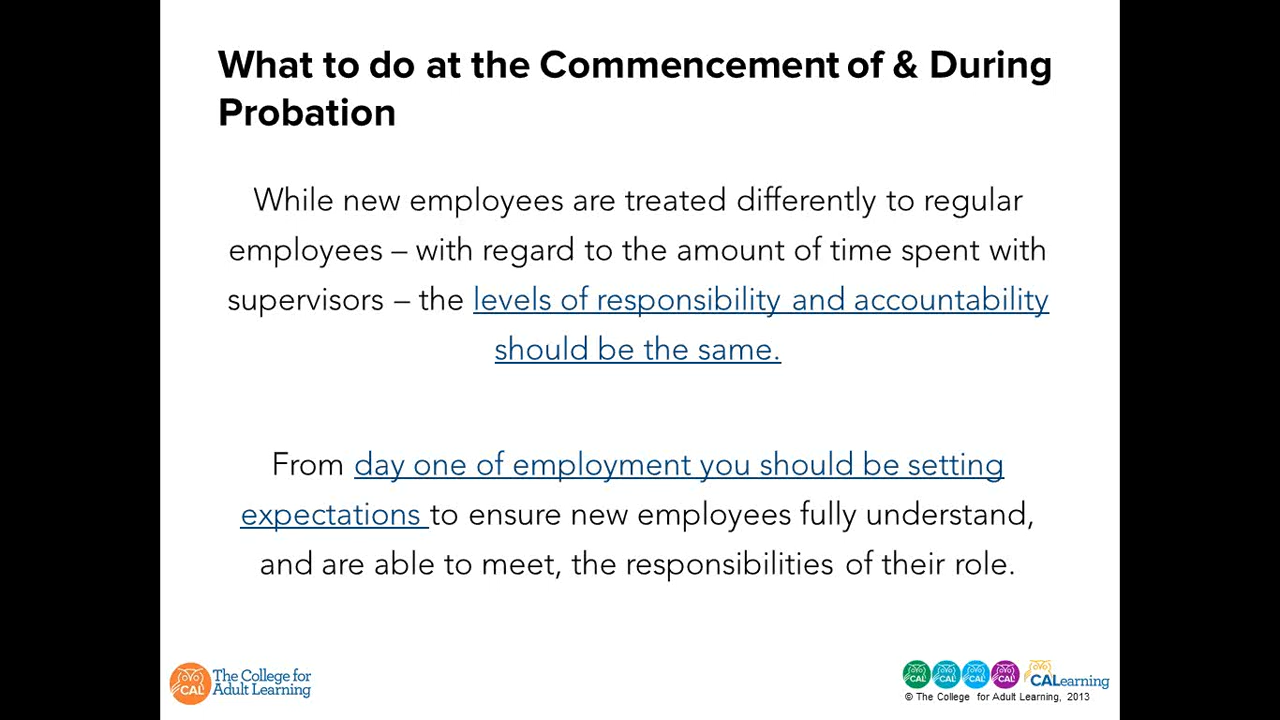 What to do at the Commencement of & During
Probation
While new employees are treated differently to regular
employees – with regard to the amount of time spent with
supervisors – the levels of responsibility and accountability
should be the same.
From day one of employment you should be setting
expectations to ensure new employees fully understand,
and are able to meet, the responsibilities of their role.
CAL The College for
Adult Learning
CAL CAL CAL CAL CALearning
© The College for Adult Learning, 2013